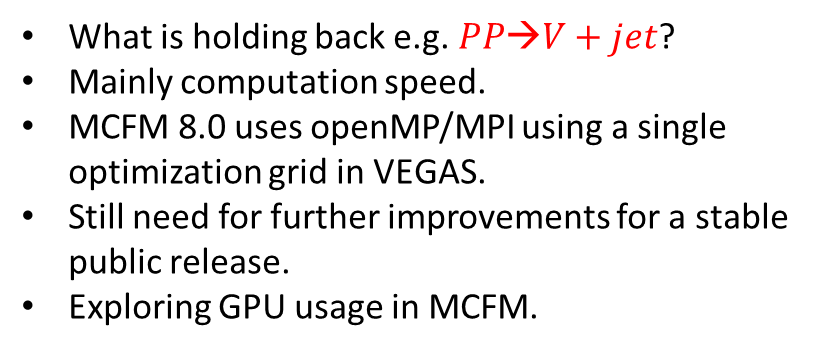 • What is holding back e.g. PP→V + jet?
• Mainly computation speed.
• MCFM 8.0 uses openMP/MPI using a single
optimization grid in VEGAS.
• Still need for further improvements for a stable
public release.
• Exploring GPU usage in MCFM.